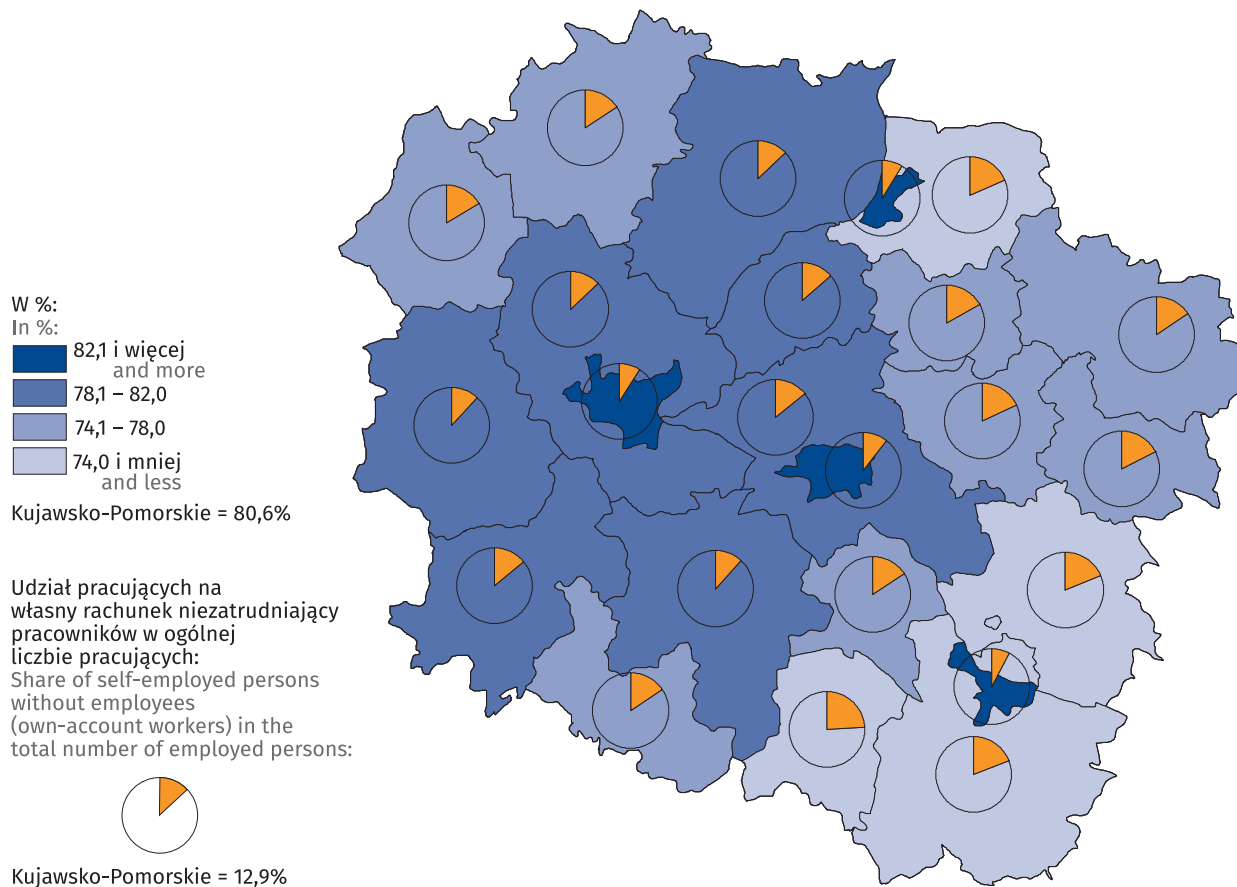 W %:
In %:
82,1 i więcej
and more
78,1 – 82,0
74,1 – 78,0
74,0 i mniej
and less
Kujawsko-Pomorskie = 80,6%
Udział pracujących na
własny rachunek niezatrudniający
pracowników w ogólnej
liczbie pracujących:
Share of self-employed persons
without employees
(own-account workers) in the
total number of employed persons:
Kujawsko-Pomorskie = 12,9%